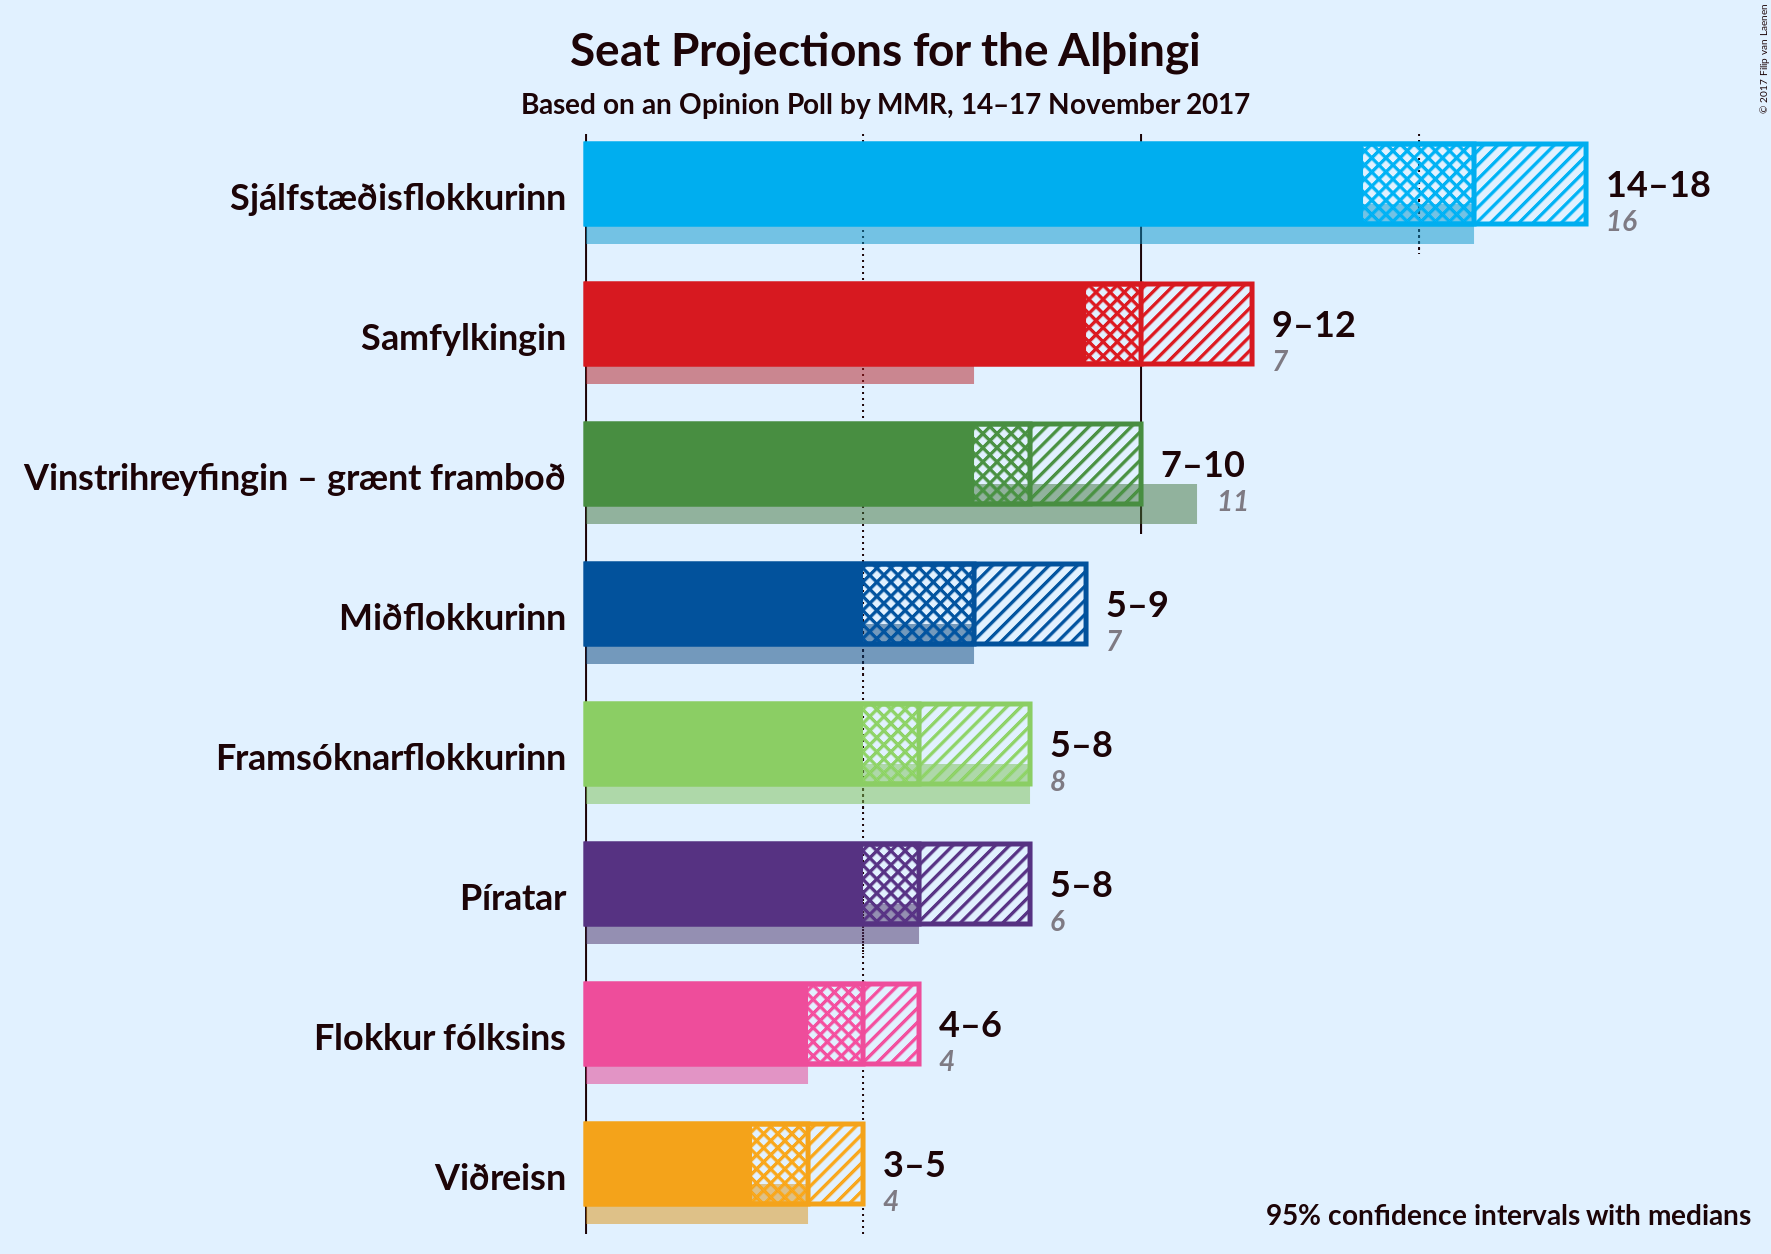 Seat Projections for the Alþingi
Based on an Opinion Poll by MMR, 14–17 November 2017
© 2017 Filip van Laenen
Sjálfstæðisflokkurinn
14–18
16
Samfylkingin
9–12
7
Vinstrihreyfingin – grænt framboð
7–10
11
Miðflokkurinn
5–9
7
Framsóknarflokkurinn
5–8
8
Píratar
5–8
6
Flokkur fólksins
4–6
4
Viðreisn
3–5
4
95% confidence intervals with medians